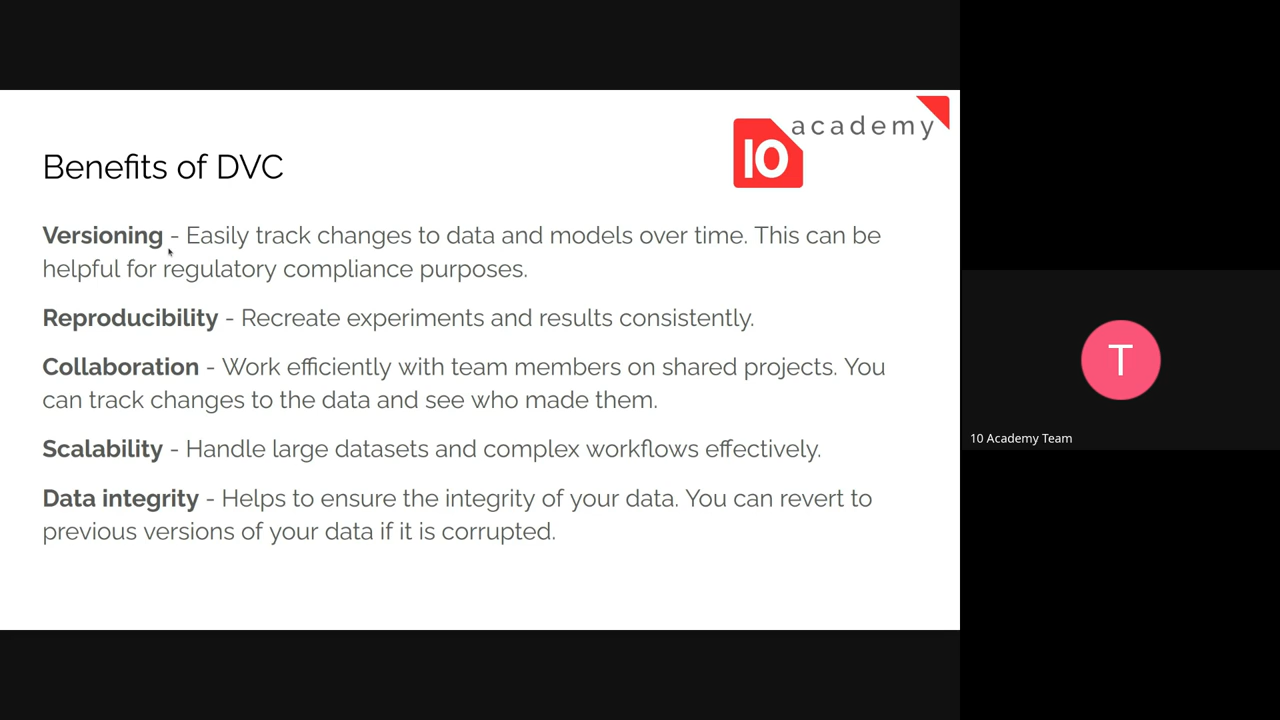 academy
10
Benefits of DVC
Versioning - Easily track changes to data and models over time. This can be
helpful for regulatory compliance purposes.
Reproducibility - Recreate experiments and results consistently.
Collaboration - Work efficiently with team members on shared projects. You
can track changes to the data and see who made them.
Scalability - Handle large datasets and complex workflows effectively.
Data integrity - Helps to ensure the integrity of your data. You can revert to
previous versions of your data if it is corrupted.
T
10 Academy Team